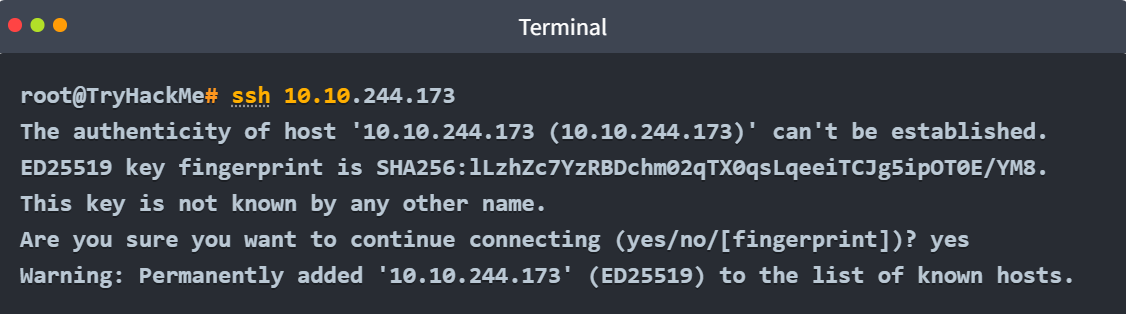 Terminal
root@TryHackMe# ssh 10.10.244.173
The authenticity of host '10.10.244.173 (10.10.244.173)' can't be established.
ED25519 key fingerprint is SHA256:lLzhZc7YzRBDchm02qTX0qsLqeeiTCJg5ipOT0E/YM8.
This key is not known by any other name.
Are you sure you want to continue connecting (yes/no/[fingerprint])? yes
Warning: Permanently added '10.10.244.173' (ED25519) to the list of known hosts.